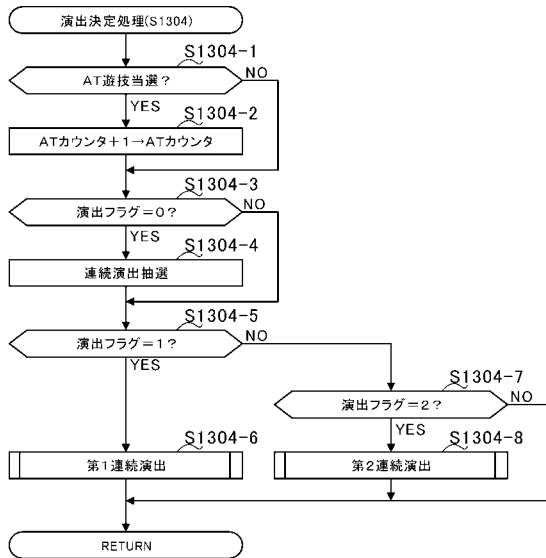 演出決定処理(S1304)
S1304-1
AT遊技当選?
NO
YES
S1304-2
ATカウンタ+1→ATカウンタ
S1304-3
演出フラグ=0?
NO
YES
S1304-4
連続演出抽選
S1304-5
演出フラグ=1?
NO
YES
S1304-7
演出フラグ=2?
NO
YES
S1304-6
第1連続演出
S1304-8
第2連続演出
RETURN